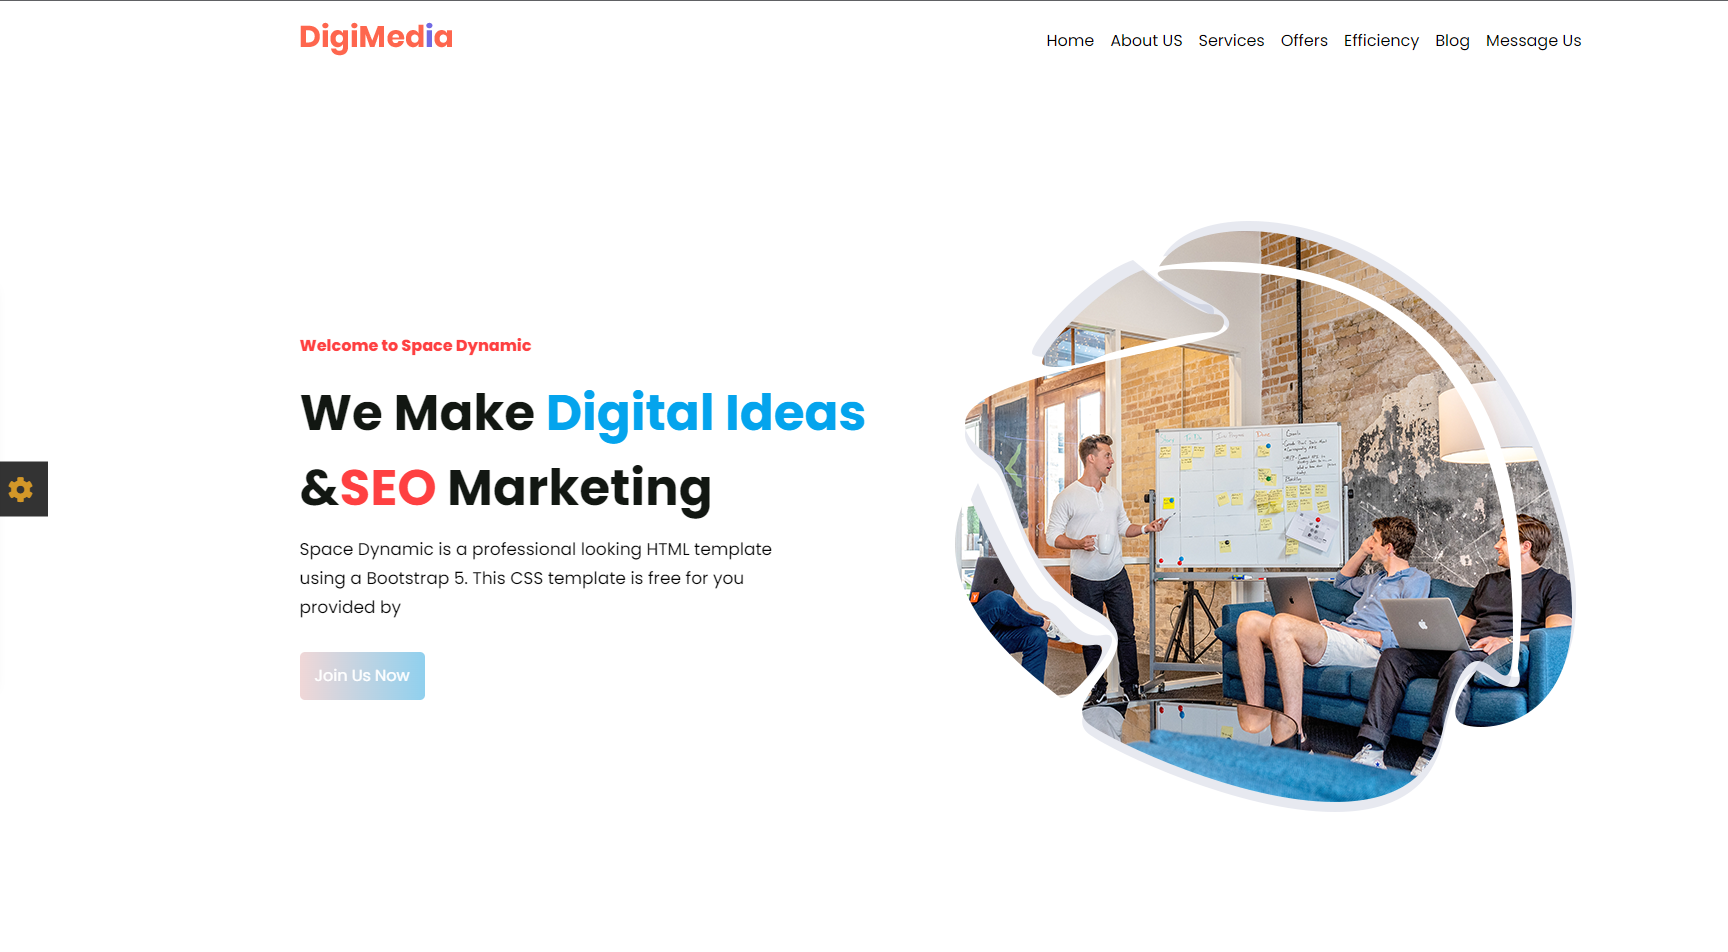 DigiMedia
Home About US Services Offers Efficiency Blog Message Us
Welcome to Space Dynamic
We Make Digital Ideas
&SEO Marketing
Space Dynamic is a professional looking HTML template
using a Bootstrap 5. This CSS template is free for you
provided by
Join Us Now
Done
Goals